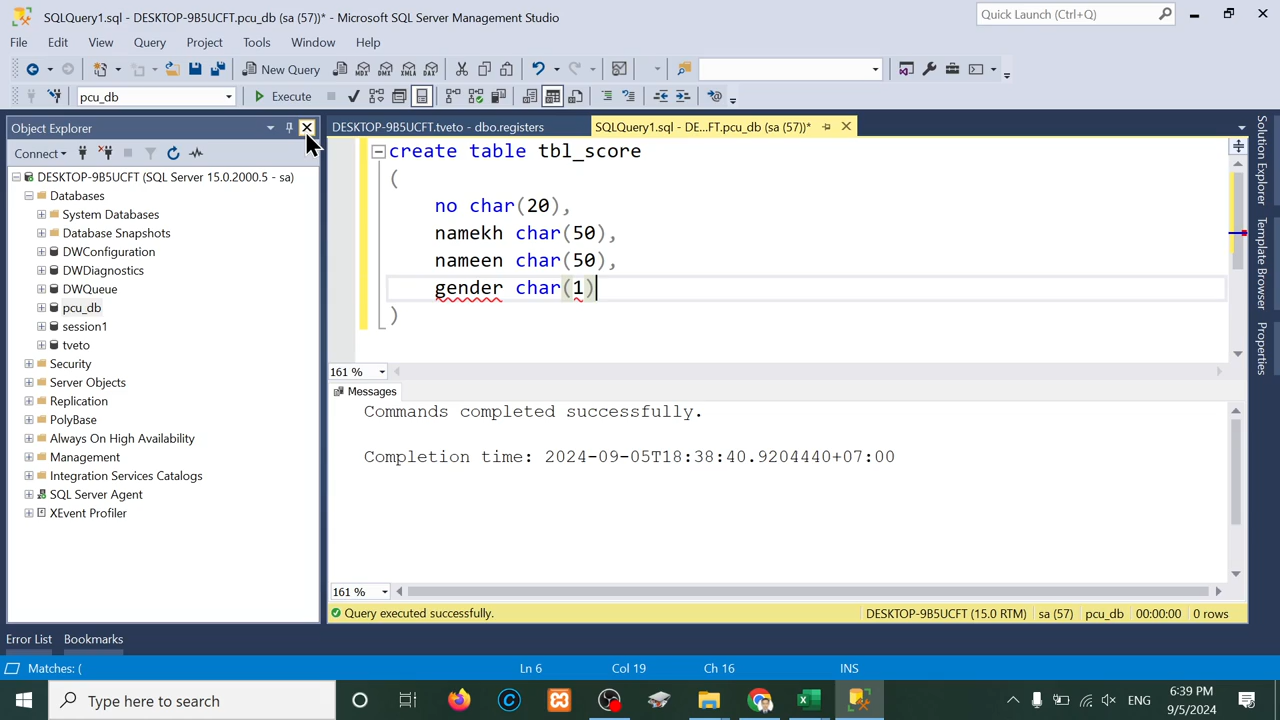 SQLQuery1.sql - DESKTOP-9B5UCFT.pcu_db (sa (57))* - Microsoft SQL Server Management Studio
Quick Launch (Ctrl+Q)
File Edit View Query Project Tools Window Help
New Query
MDX DMX XMLA DAX
pcu_db Execute
Object Explorer
DESKTOP-9B5UCFT.tveto - dbo.registers
SQLQuery1.sql - DE...FT.pcu_db (sa (57))*
Connect
DESKTOP-9B5UCFT (SQL Server 15.0.2000.5 - sa)
Databases
System Databases
Database Snapshots
DWConfiguration
DWDiagnostics
DWQueue
pcu_db
session1
tveto
Security
Server Objects
Replication
PolyBase
Always On High Availability
Management
Integration Services Catalogs
SQL Server Agent
XEvent Profiler
create table tbl_score
(
no char(20),
namekh char(50),
nameen char(50),
gender char(1)
)
161 %
Messages
Commands completed successfully.
Completion time: 2024-09-05T18:38:40.9204440+07:00
161 %
Query executed successfully. DESKTOP-9B5UCFT (15.0 RTM) sa (57) pcu_db 00:00:00 0 rows
Solution Explorer
Template Browser
Properties
Error List Bookmarks
Matches: ( Ln 6 Col 19 Ch 16 INS
Type here to search
ENG
6:39 PM
9/5/2024